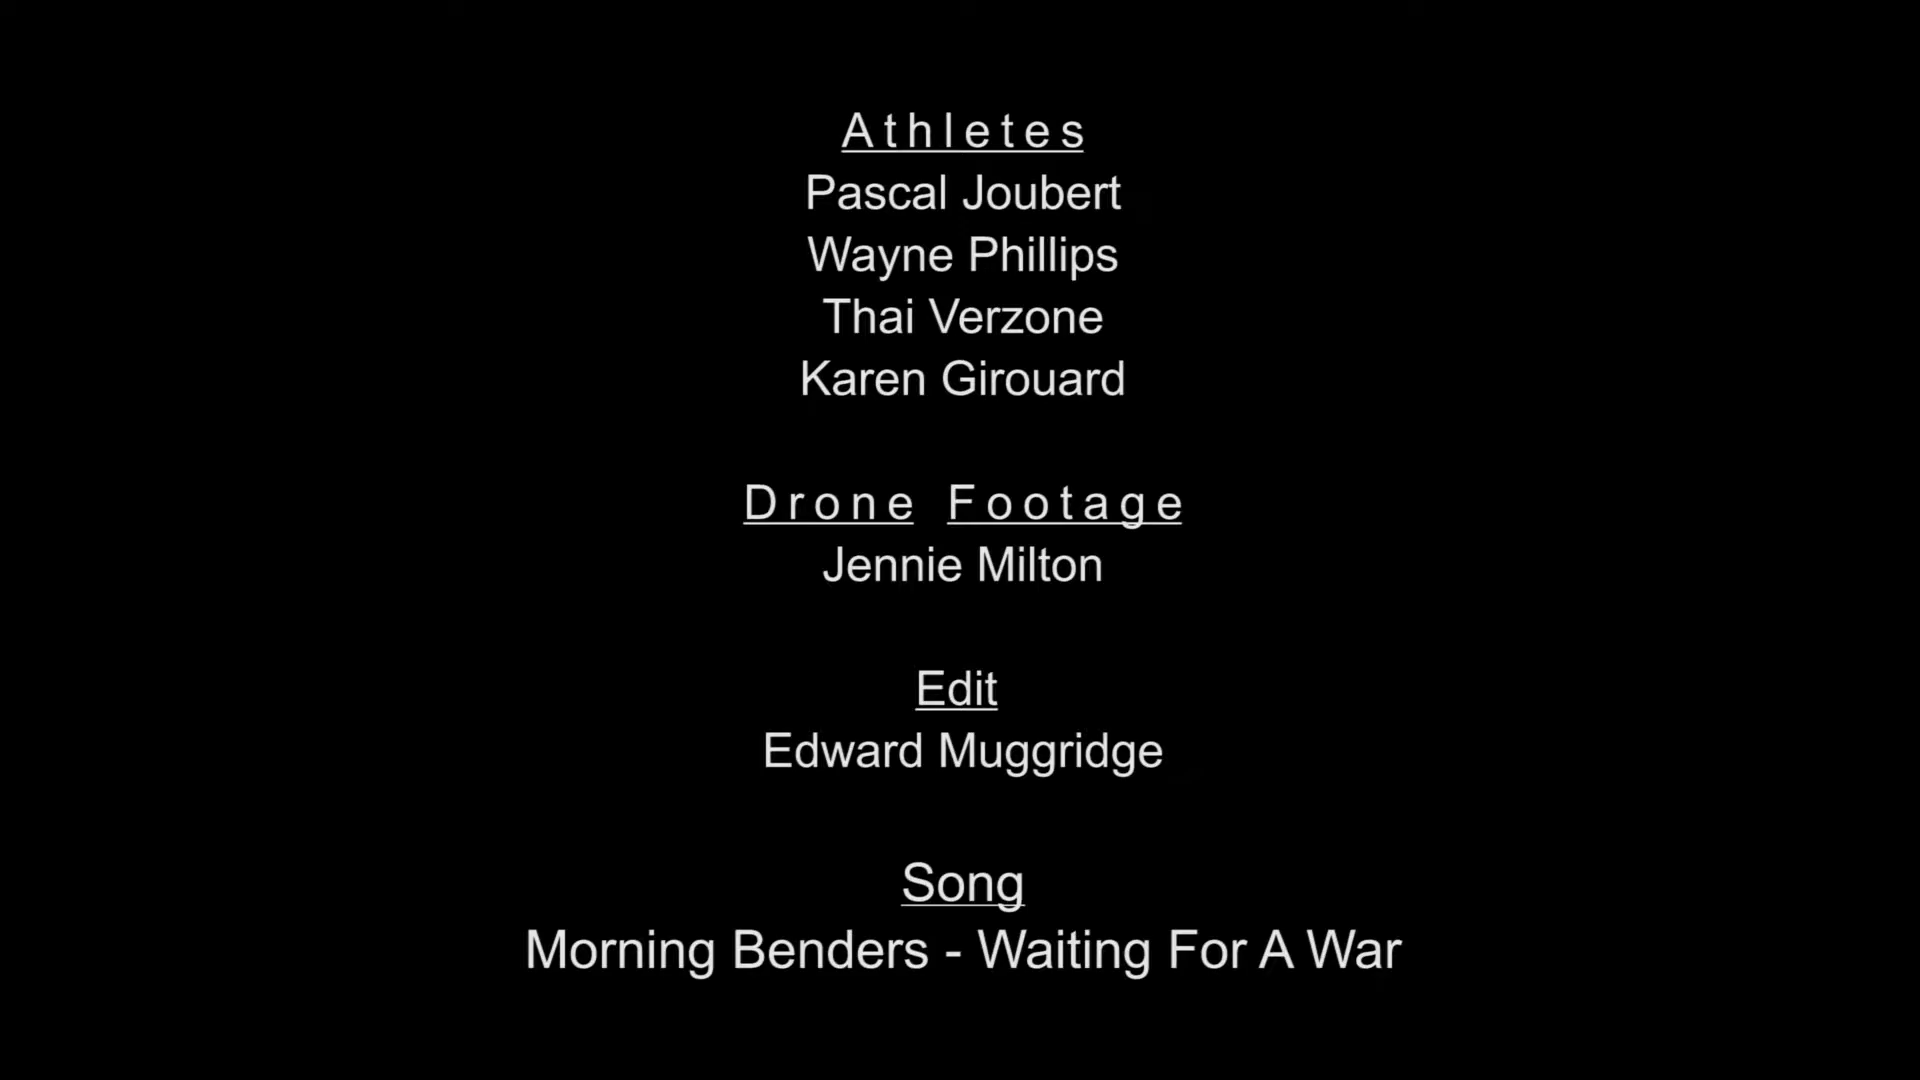 Athletes
Pascal Joubert
Wayne Phillips
Thai Verzone
Karen Girouard
Drone Footage
Jennie Milton
Edit
Edward Muggridge
Song
Morning Benders - Waiting For A War